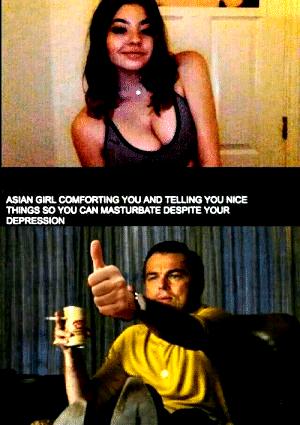 ASIAN GIRL COMFORTING YOU AND TELLING YOU NICE
THINGS SO YOU CAN MASTURBATE DESPITE YOUR
DEPRESSION